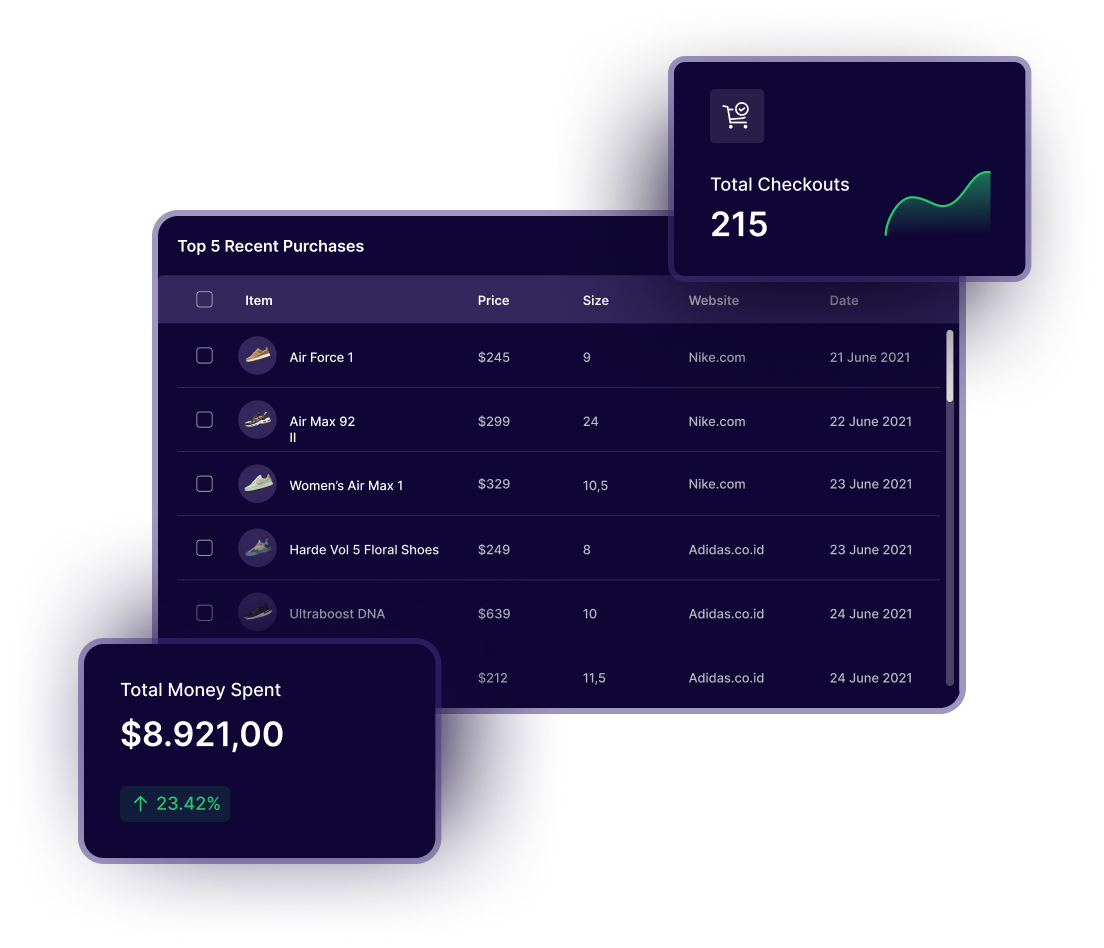 Total Checkouts
215
Top 5 Recent Purchases
Item Price Size Website Date
Air Force 1 $245 9 Nike.com 21 June 2021
Air Max 92 $299 24 Nike.com 22 June 2021
II
Women's Air Max 1 $329 10,5 Nike.com 23 June 2021
Harde Vol 5 Floral Shoes $249 8 Adidas.co.id 23 June 2021
Ultraboost DNA $639 10 Adidas.co.id 24 June 2021
$212 11,5 Adidas.co.id 24 June 2021
Total Money Spent
$8.921,00
↑ 23.42%